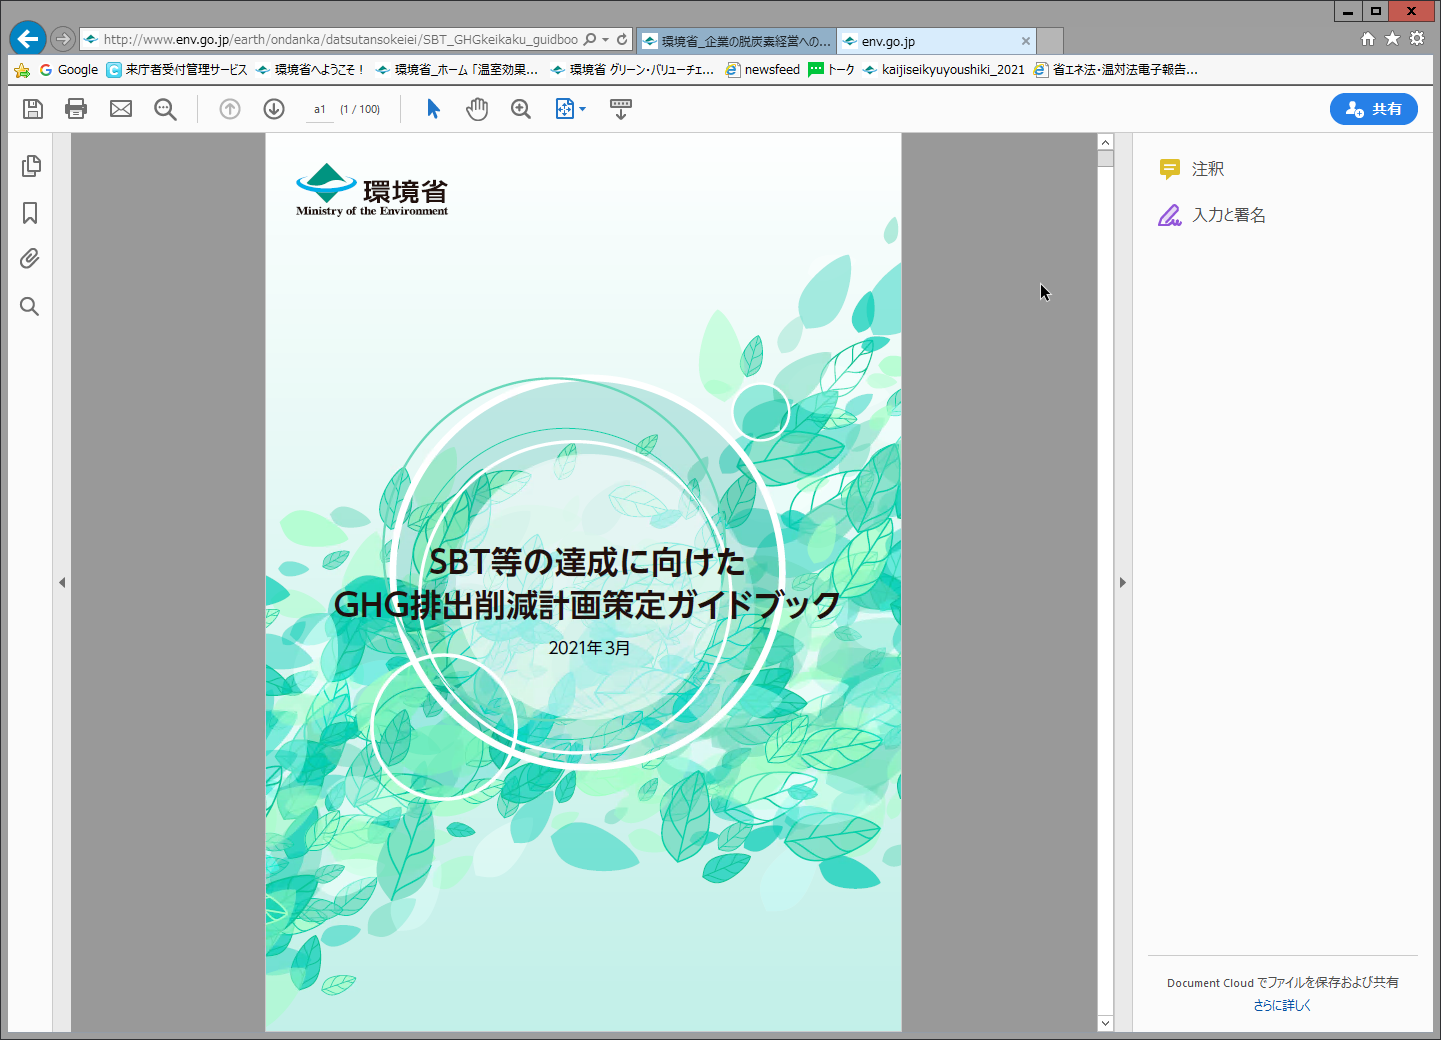 http://www.env.go.jp/earth/ondanka/datsutansokeiei/SBT_GHGkeikaku_guidboo
環境省_企業の脱炭素経営への...
env.go.jp
Google
来庁者受付管理サービス
環境省へようこそ！
環境省_ホーム「温室効果...
環境省 グリーン・バリューチェ...
newsfeed
トーク
kaijiseikyuyoushiki_2021
省エネ法・温対法電子報告...
a1
(1 / 100)
共有
環境省
Ministry of the Environment
注釈
入力と署名
SBT等の達成に向けた
GHG排出削減計画策定ガイドブック
2021年3月
Document Cloud でファイルを保存および共有
さらに詳しく